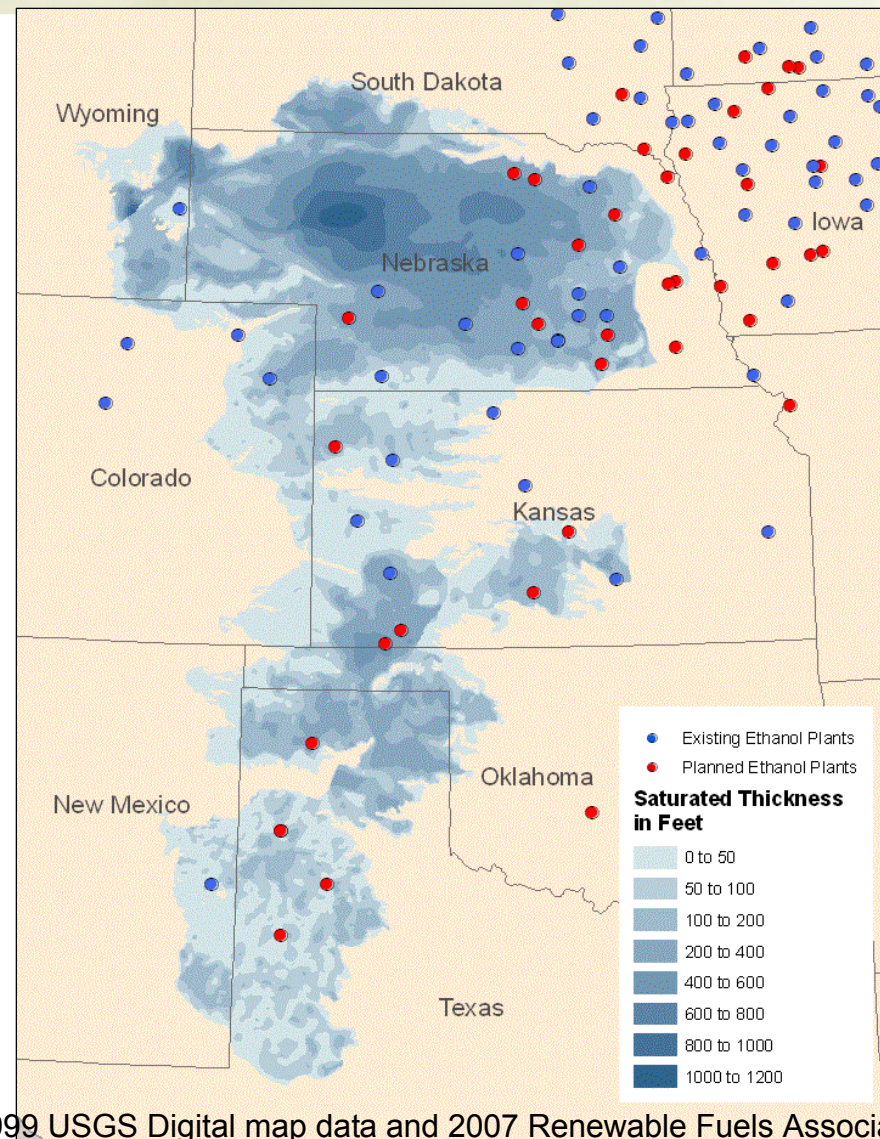 South Dakota
Wyoming
Iowa
Nebraska
Colorado
Kansas
Existing Ethanol Plants
Planned Ethanol Plants
Oklahoma
New Mexico
Saturated Thickness
in Feet
0 to 50
50 to 100
100 to 200
200 to 400
400 to 600
600 to 800
800 to 1000
1000 to 1200
Texas
99 USGS Digital map data and 2007 Renewable Fuels Associa